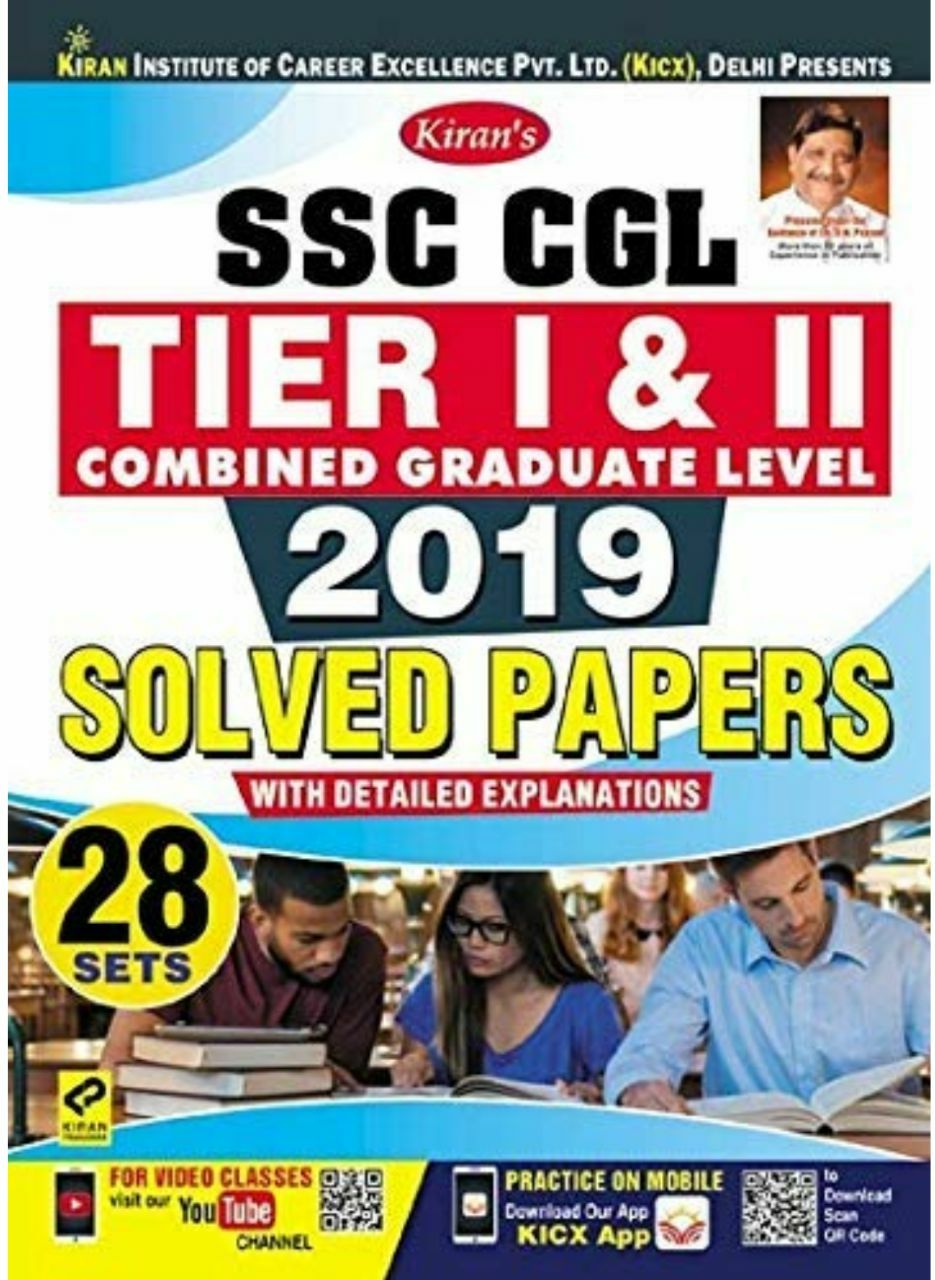 KIRAN INSTITUTE OF CAREER EXCELLENCE PVT. LTD. (KICX), DELHI PRESENTS
Kiran's
SSC CGL
More than
TIER I & II
COMBINED GRADUATE LEVEL
2019
SOLVED PAPERS
WITH DETAILED EXPLANATIONS
28
SETS
KIRAN
FOR VIDEO CLASSES
visit our YouTube
CHANNEL
PRACTICE ON MOBILE
Download Our App
KICX App
to
Download
Scan
QR Code